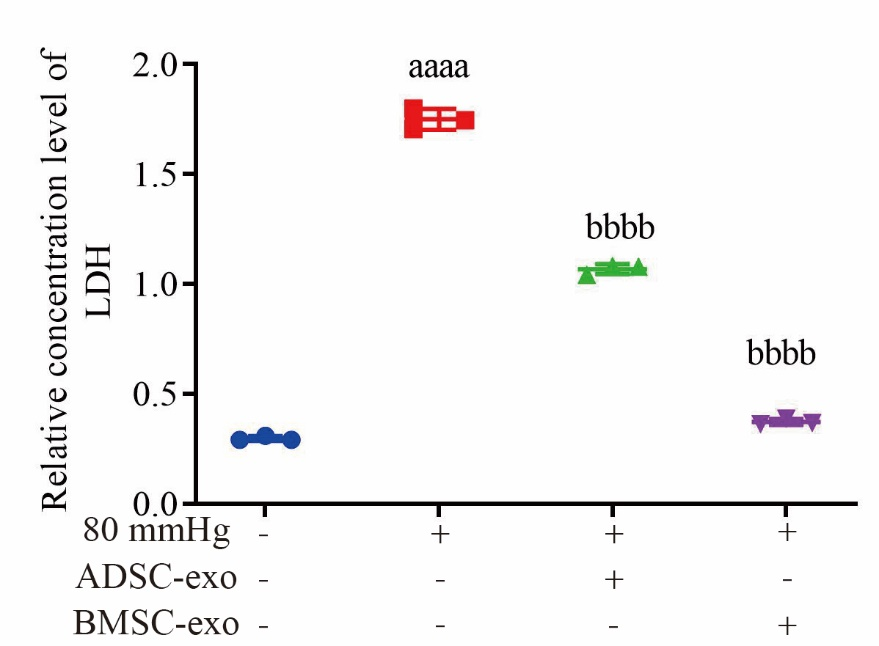 Relative concentration level of
LDH
2.0
1.5
1.0
0.5
0.0
aaaa
bbbb
bbbb
80 mmHg - + + +
ADSC-exo - - + -
BMSC-exo - - - +